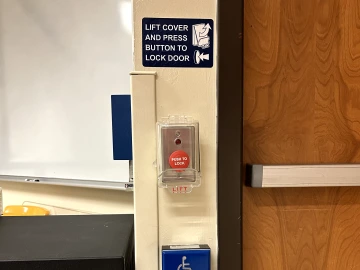 LIFT COVER
AND PRESS
BUTTON TO
LOCK DOOR
PUSH TO
LOCK
LIFT